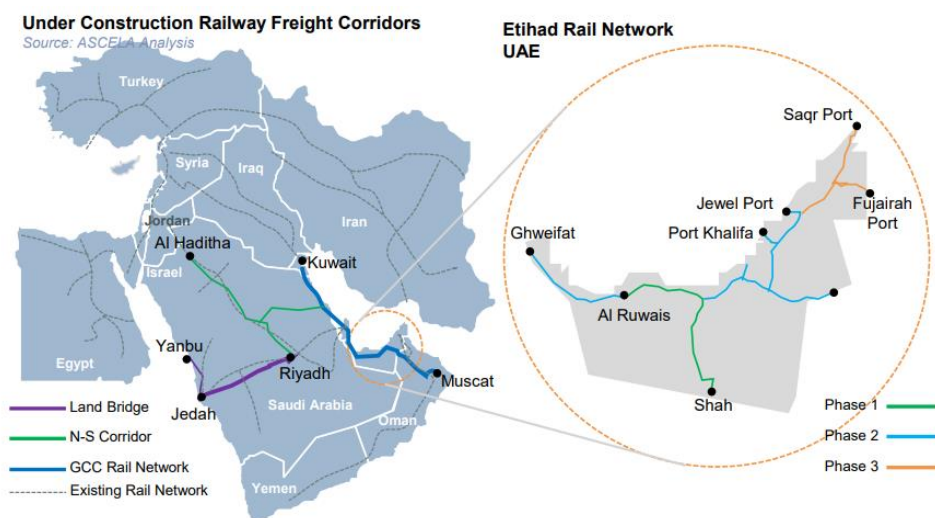 Under Construction Railway Freight Corridors
Source: ASCELA Analysis
Turkey
Syria
Iraq
Iran
Jordan
Al Haditha
Israel
Kuwait
Egypt
Yanbu
Riyadh
Muscat
Jedah
Saudi Arabia
Oman
Yemen
Land Bridge
N-S Corridor
GCC Rail Network
Existing Rail Network
Etihad Rail Network
UAE
Saqr Port
Jewel Port
Fujairah
Port
Port Khalifa
Ghweifat
Al Ruwais
Shah
Phase 1
Phase 2
Phase 3